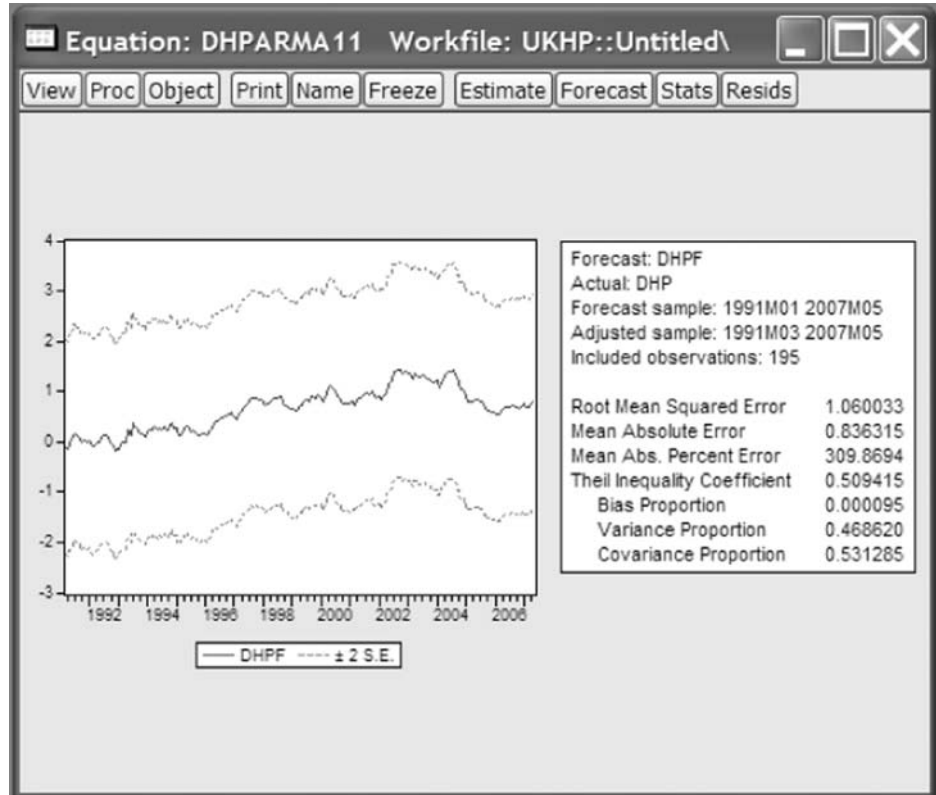 Equation: DHPARMA11 Workfile: UKHP::Untitled\
View Proc Object Print Name Freeze Estimate Forecast Stats Resids
4
3
2
1
0
-1
-2
-3
1992 1994 1996 1998 2000 2002 2004 2006
DHPF ± 2 S.E.
Forecast: DHPF
Actual: DHP
Forecast sample: 1991M01 2007M05
Adjusted sample: 1991M03 2007M05
Included observations: 195
Root Mean Squared Error 1.060033
Mean Absolute Error 0.836315
Mean Abs. Percent Error 309.8694
Theil Inequality Coefficient 0.509415
Bias Proportion 0.000095
Variance Proportion 0.468620
Covariance Proportion 0.531285